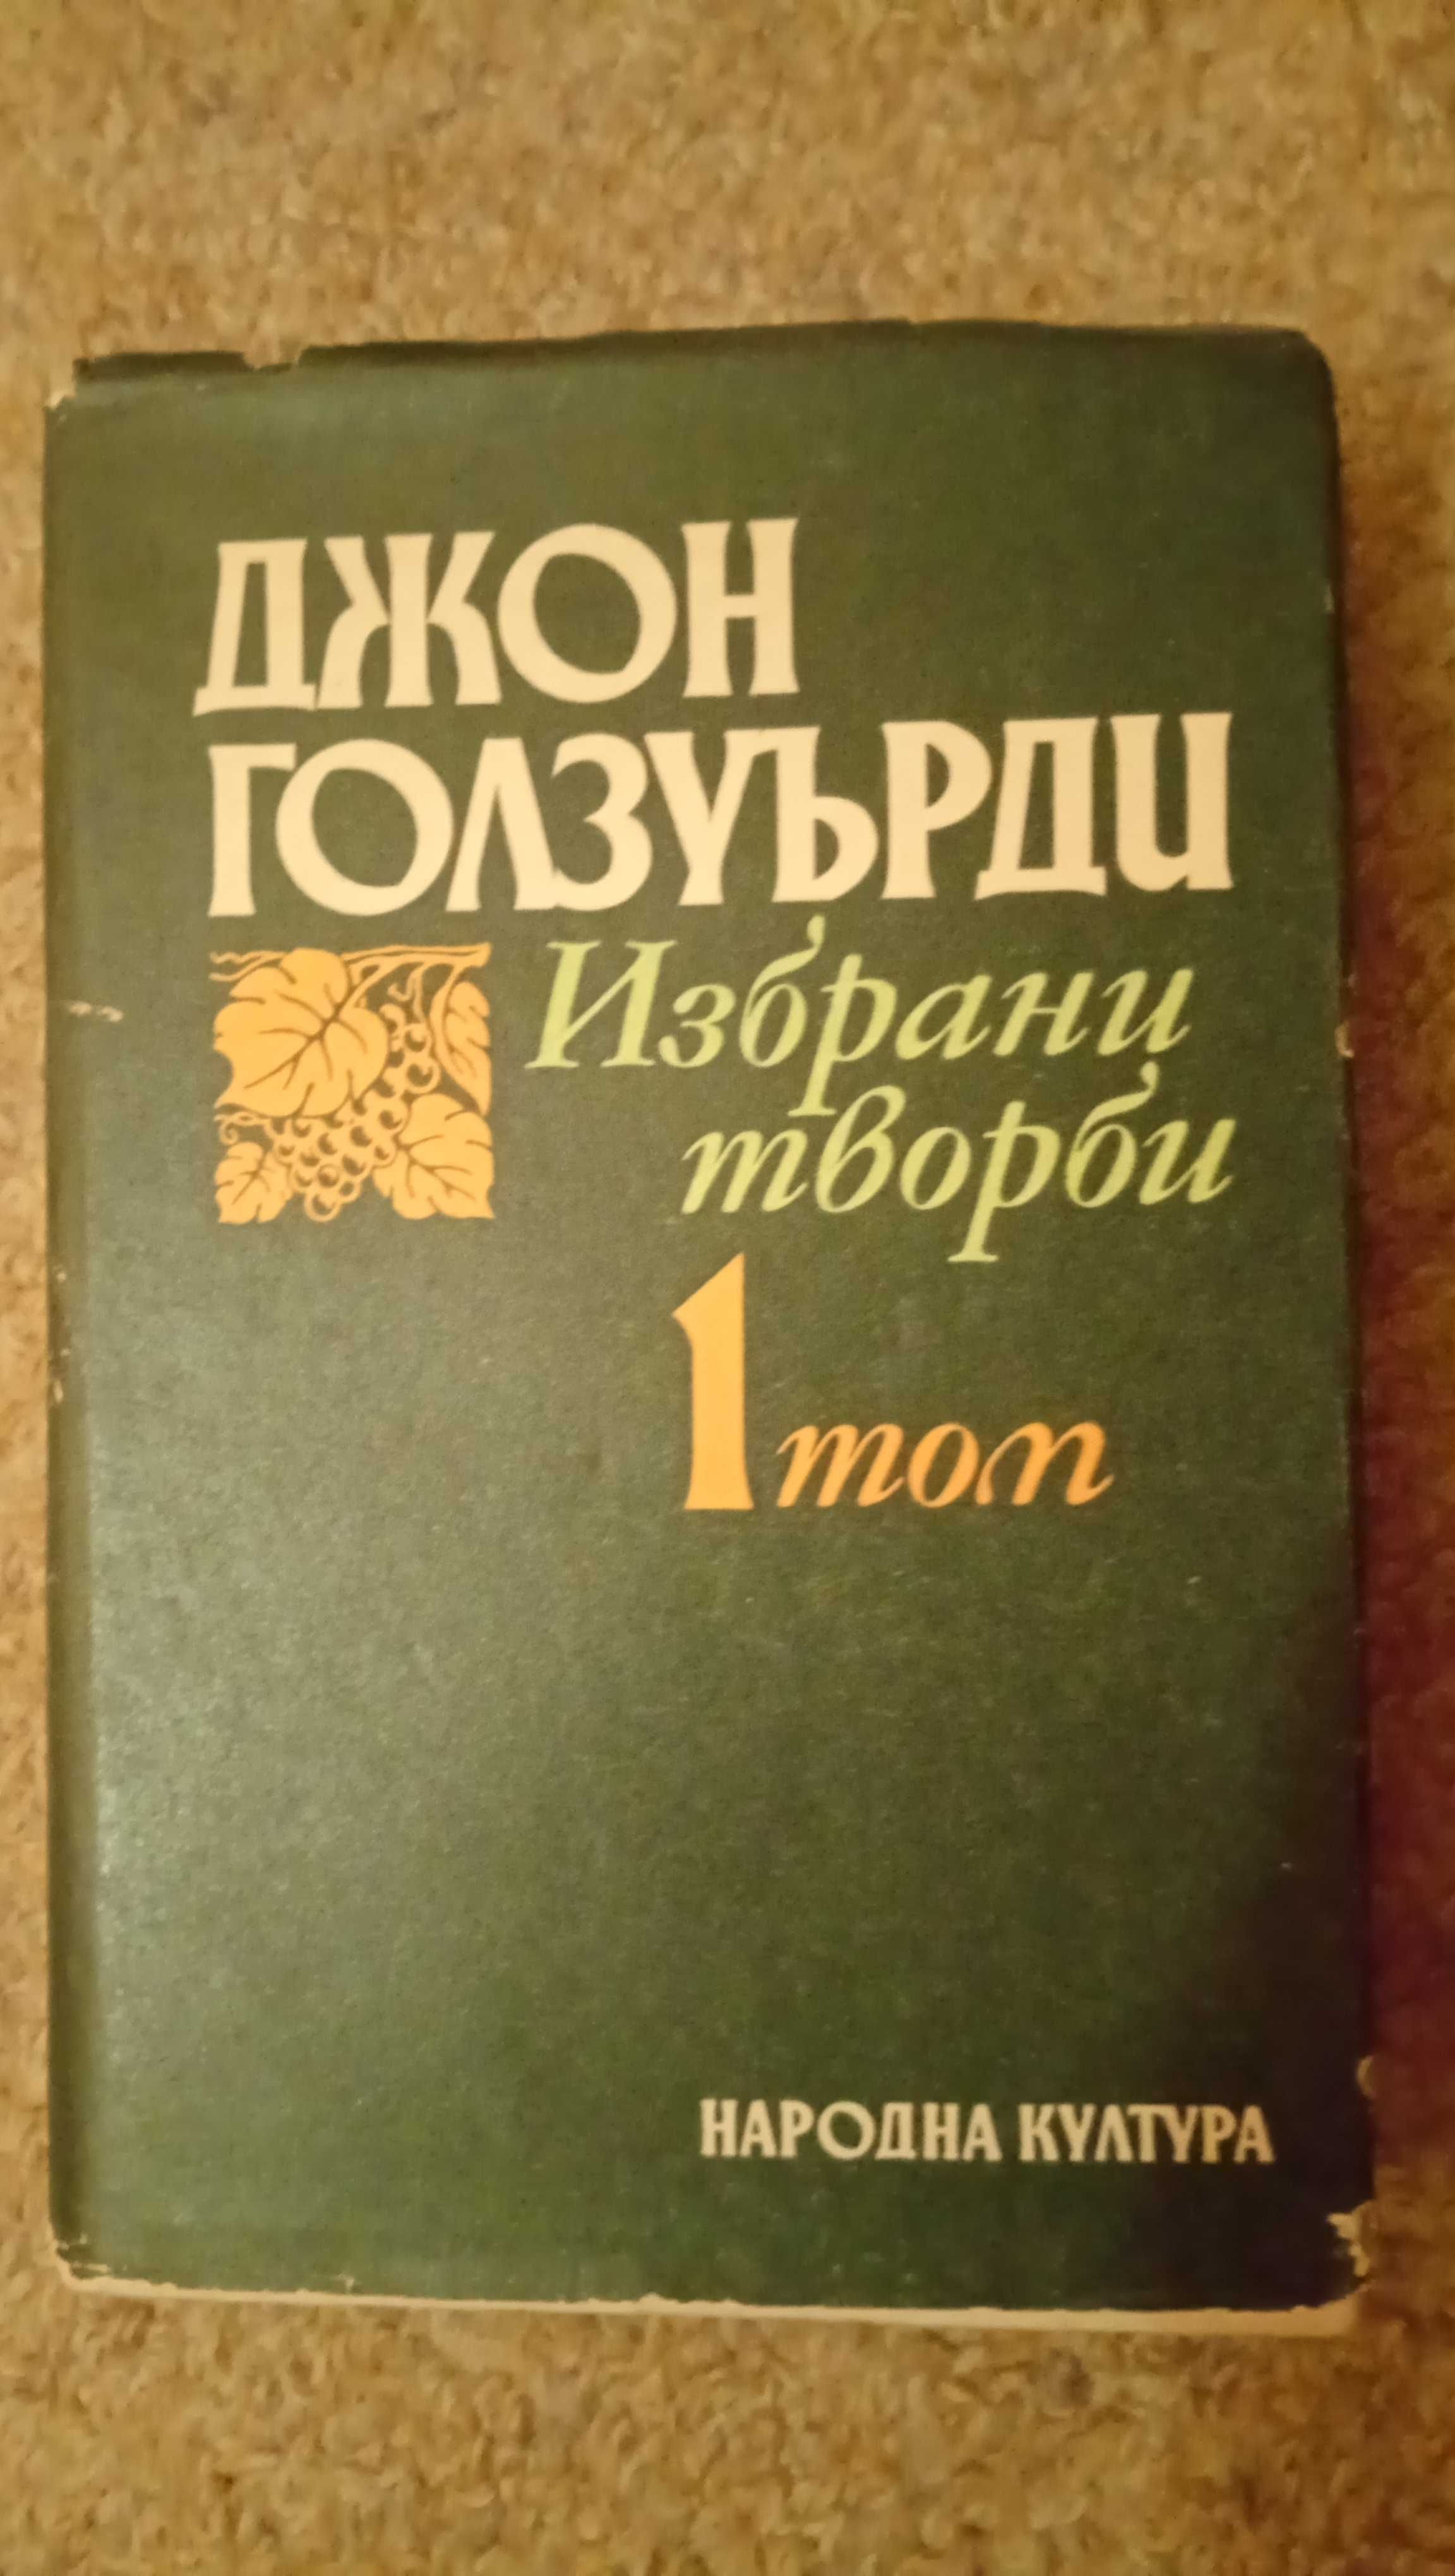 ДЖОН
ГОЛЗУЪРДИ
Избрани
творби
1 том
НАРОДНА КУЛТУРА